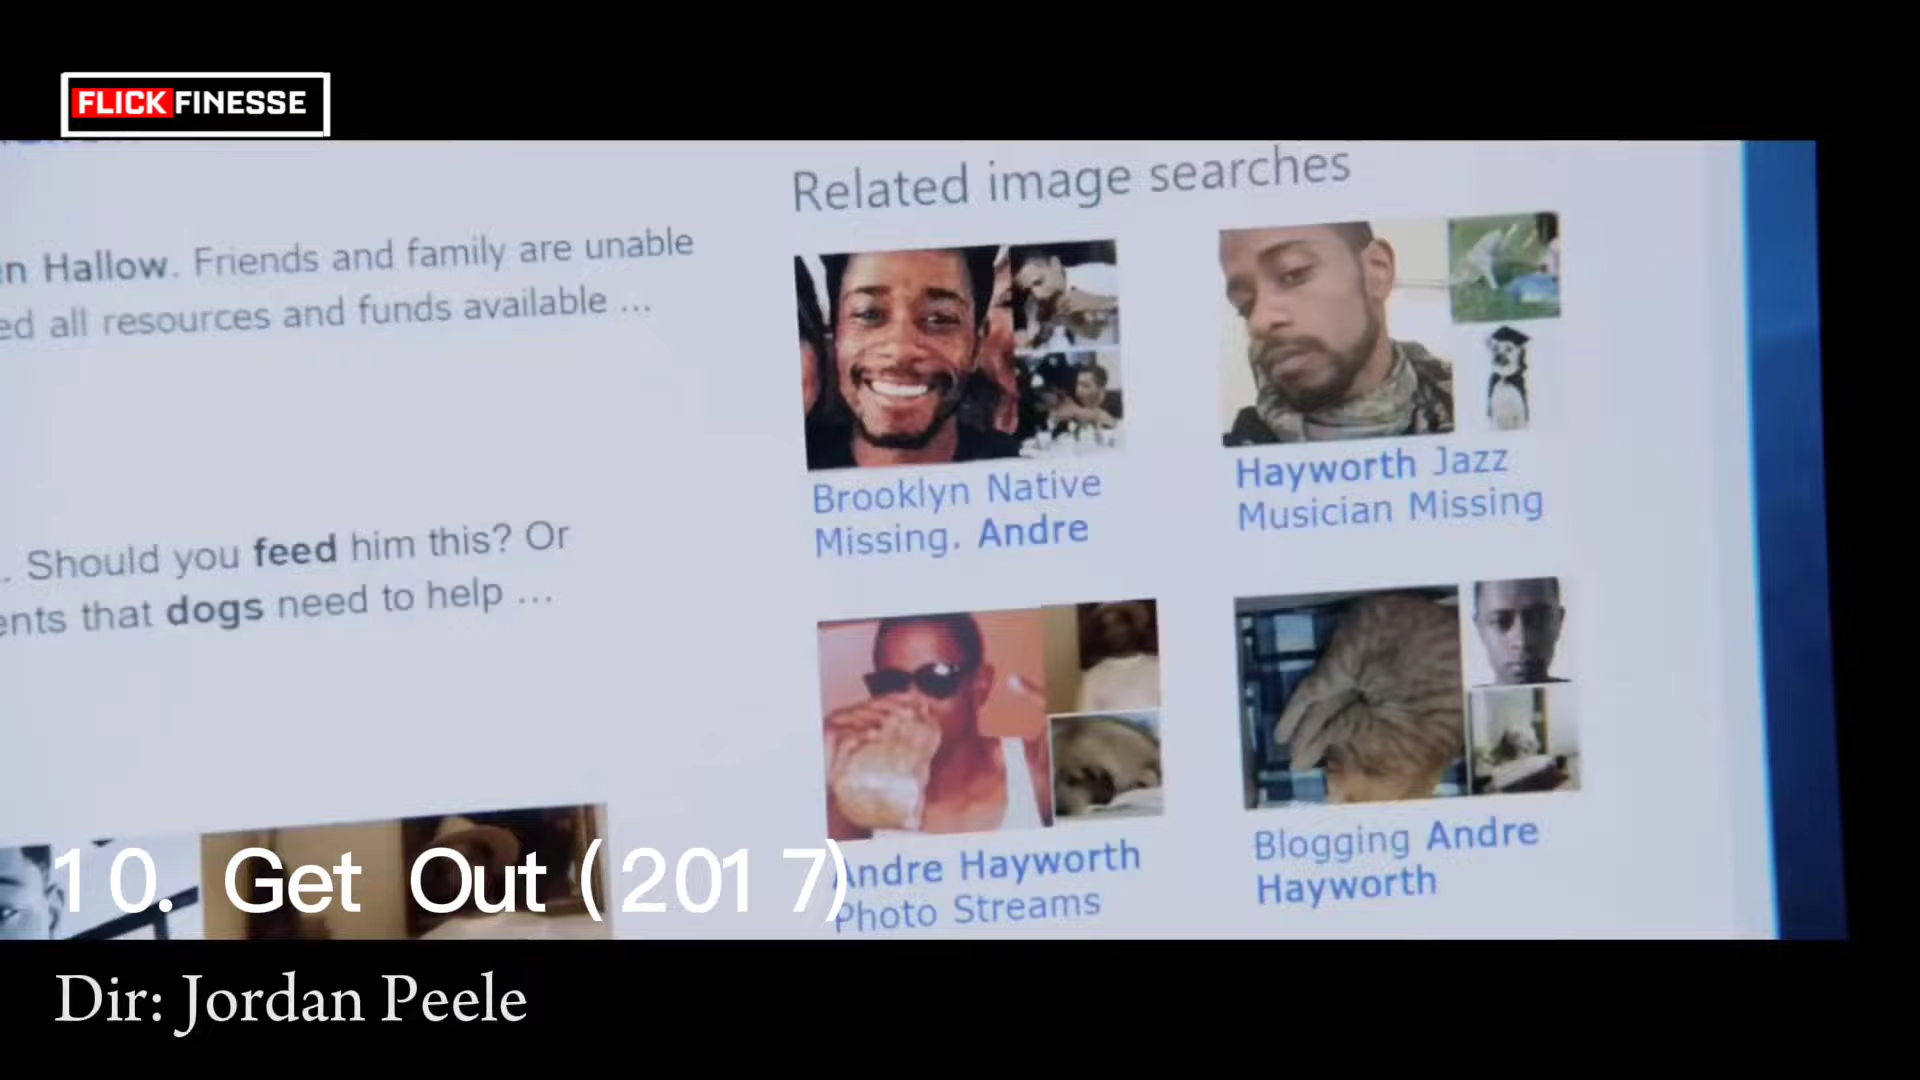 FLICK FINESSE
Related image searches
en Hallow. Friends and family are unable
ed all resources and funds available ...
Brooklyn Native
Missing. Andre
Hayworth Jazz
Musician Missing
. Should you feed him this? Or
ents that dogs need to help ...
Andre Hayworth
Photo Streams
Blogging Andre
Hayworth
10. Get Out (2017)
Dir: Jordan Peele